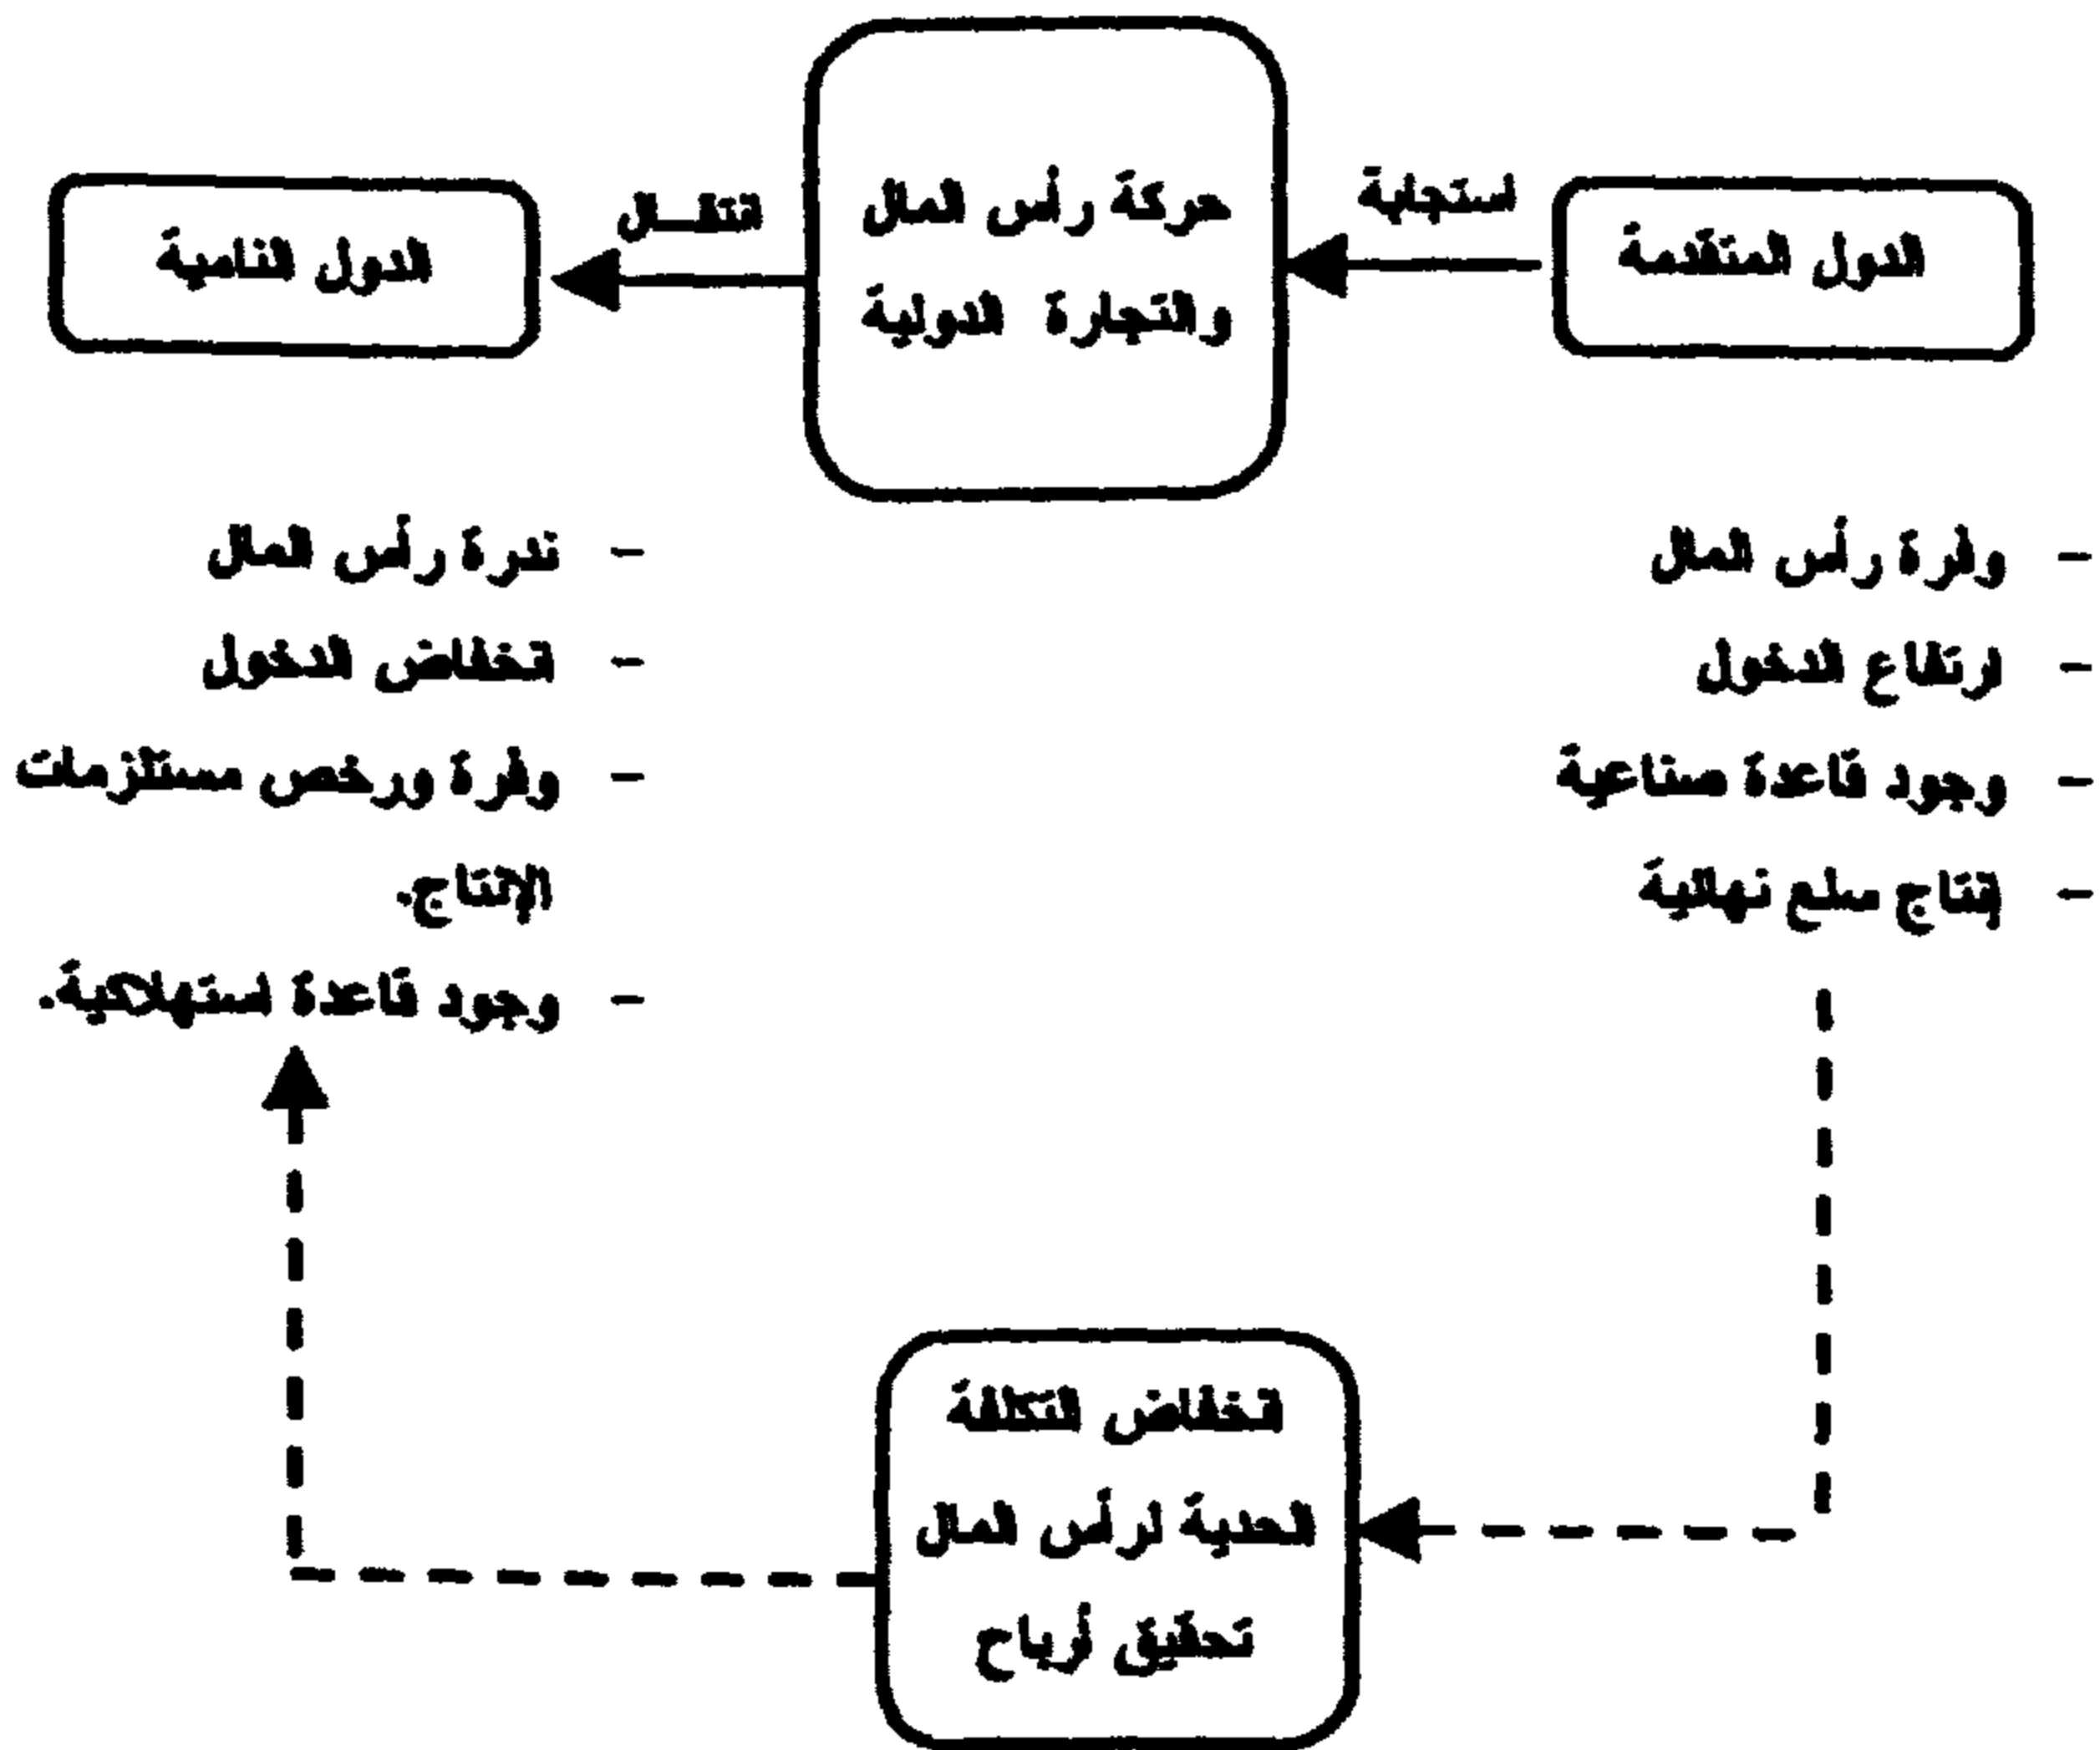 الدول المتقدمة
استجابة
حركة رأس المال
والتجارة الدولية
انتقــال
الدول النامية
- وفرة رأس المال
- ارتفاع الدخول
- وجود قاعدة صناعية
- إنتاج سلع نهائية
- ندرة رأس المال
- انخفاض الدخول
- وفرة ورخص مستلزمات
الإنتاج.
- وجود قاعدة استهلاكية.
انخفاض التكلفة
الحدية لرأس المال
تحقيق أرباح